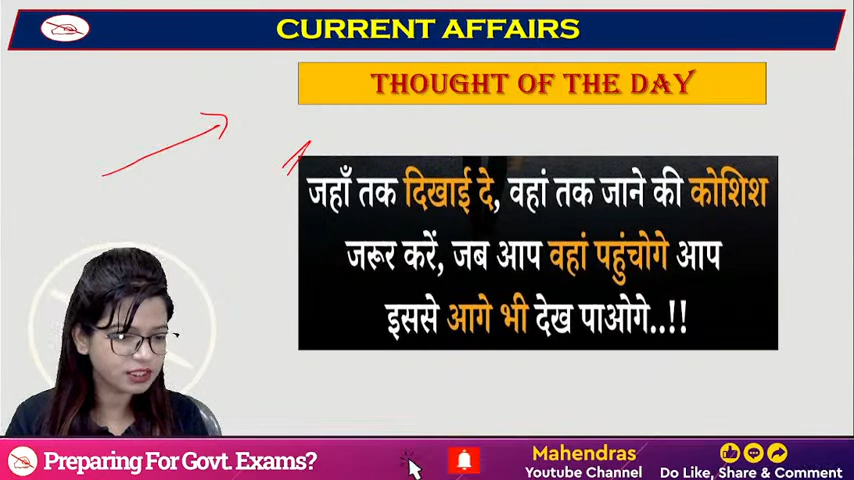 CURRENT AFFAIRS
THOUGHT OF THE DAY
जहाँ तक दिखाई दे, वहां तक जाने की कोशिश
जरूर करें, जब आप वहां पहुंचोगे आप
इससे आगे भी देख पाओगे..!!
Preparing For Govt. Exams?
Mahendras
Youtube Channel
Do Like, Share & Comment